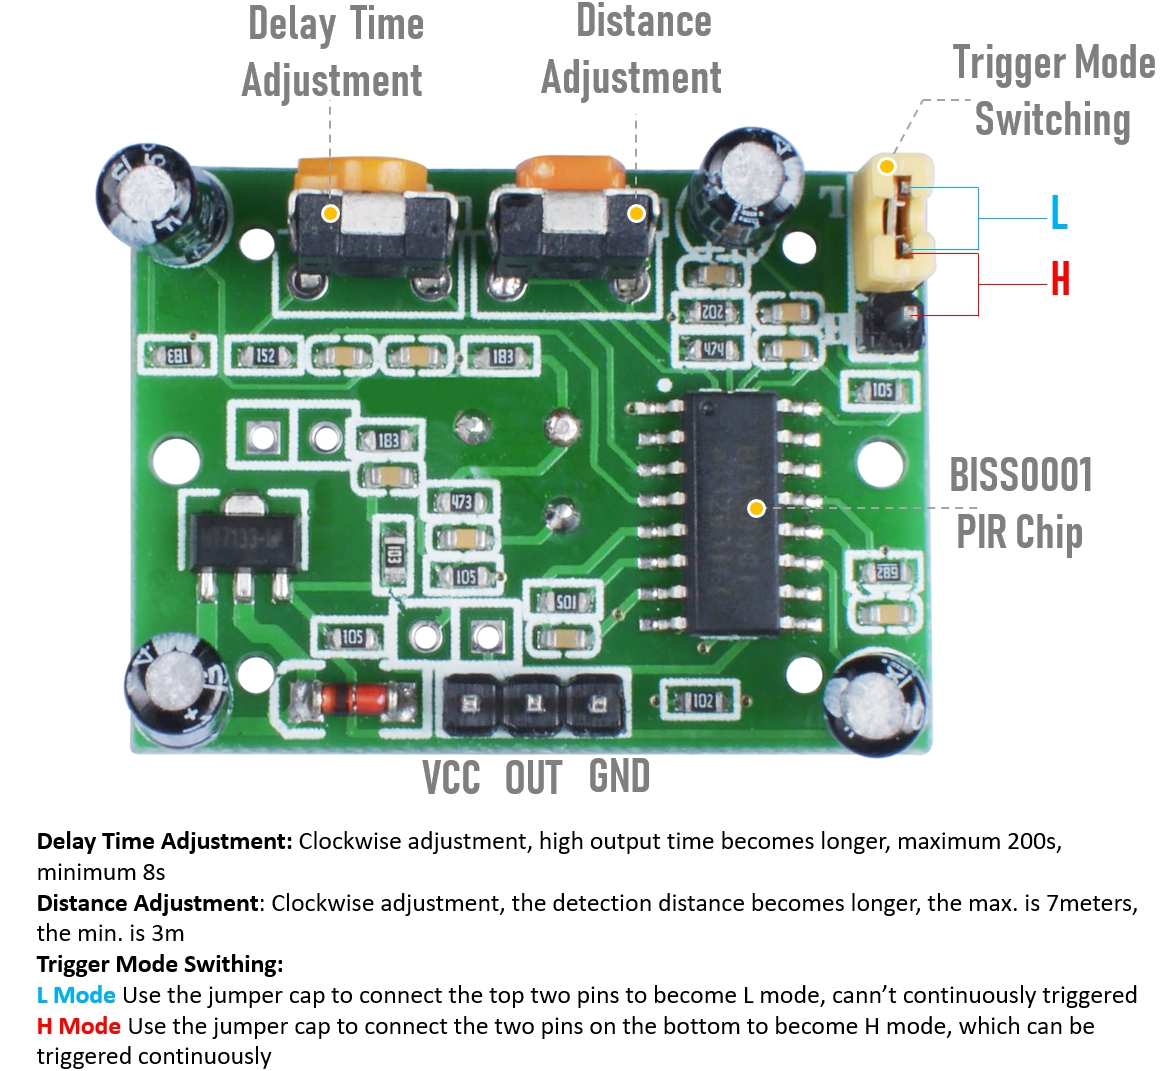 Delay Time
Adjustment
Distance
Adjustment
Trigger Mode
Switching
L
H
L
H
202
474
183
152
183
105
183
473
BISS0001
PIR Chip
103
105
105
102
VCC OUT GND
Delay Time Adjustment: Clockwise adjustment, high output time becomes longer, maximum 200s,
minimum 8s
Distance Adjustment: Clockwise adjustment, the detection distance becomes longer, the max. is 7meters,
the min. is 3m
Trigger Mode Swithing:
L Mode Use the jumper cap to connect the top two pins to become L mode, cann’t continuously triggered
H Mode Use the jumper cap to connect the two pins on the bottom to become H mode, which can be
triggered continuously